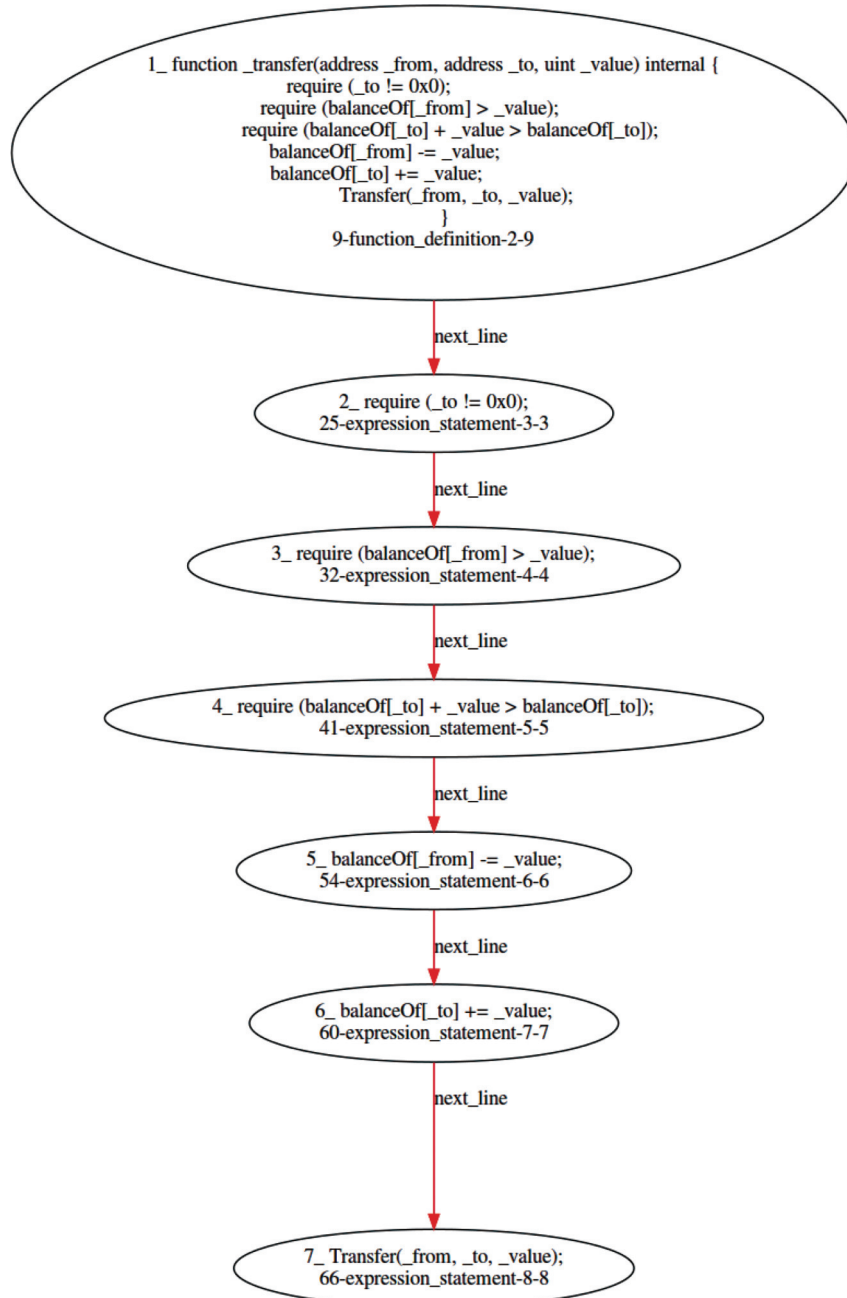 1_ function _transfer(address _from, address _to, uint _value) internal {
require (_to != 0x0);
require (balanceOf[_from] > _value);
require (balanceOf[_to] + _value > balanceOf[_to]);
balanceOf[_from] -= _value;
balanceOf[_to] += _value;
Transfer(_from, _to, _value);
}
9-function_definition-2-9
next_line
2_ require (_to != 0x0);
25-expression_statement-3-3
next_line
3_ require (balanceOf[_from] > _value);
32-expression_statement-4-4
next_line
4_ require (balanceOf[_to] + _value > balanceOf[_to]);
41-expression_statement-5-5
next_line
5_ balanceOf[_from] -= _value;
54-expression_statement-6-6
next_line
6_ balanceOf[_to] += _value;
60-expression_statement-7-7
next_line
7_ Transfer(_from, _to, _value);
66-expression_statement-8-8